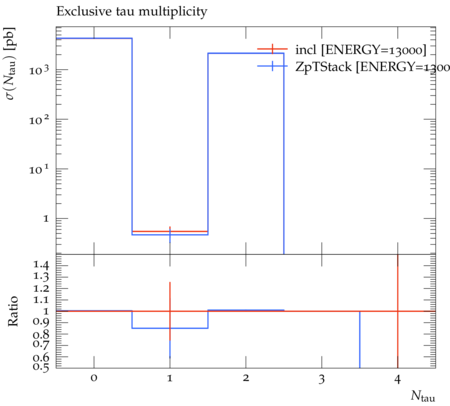 Exclusive tau multiplicity
σ(N_tau) [pb]
incl [ENERGY=13000]
ZpTStack [ENERGY=1300
10^3
10^2
10^1
1
Ratio
1.4
1.3
1.2
1.1
1
0.9
0.8
0.7
0.6
0.5
0 1 2 3 4
N_tau